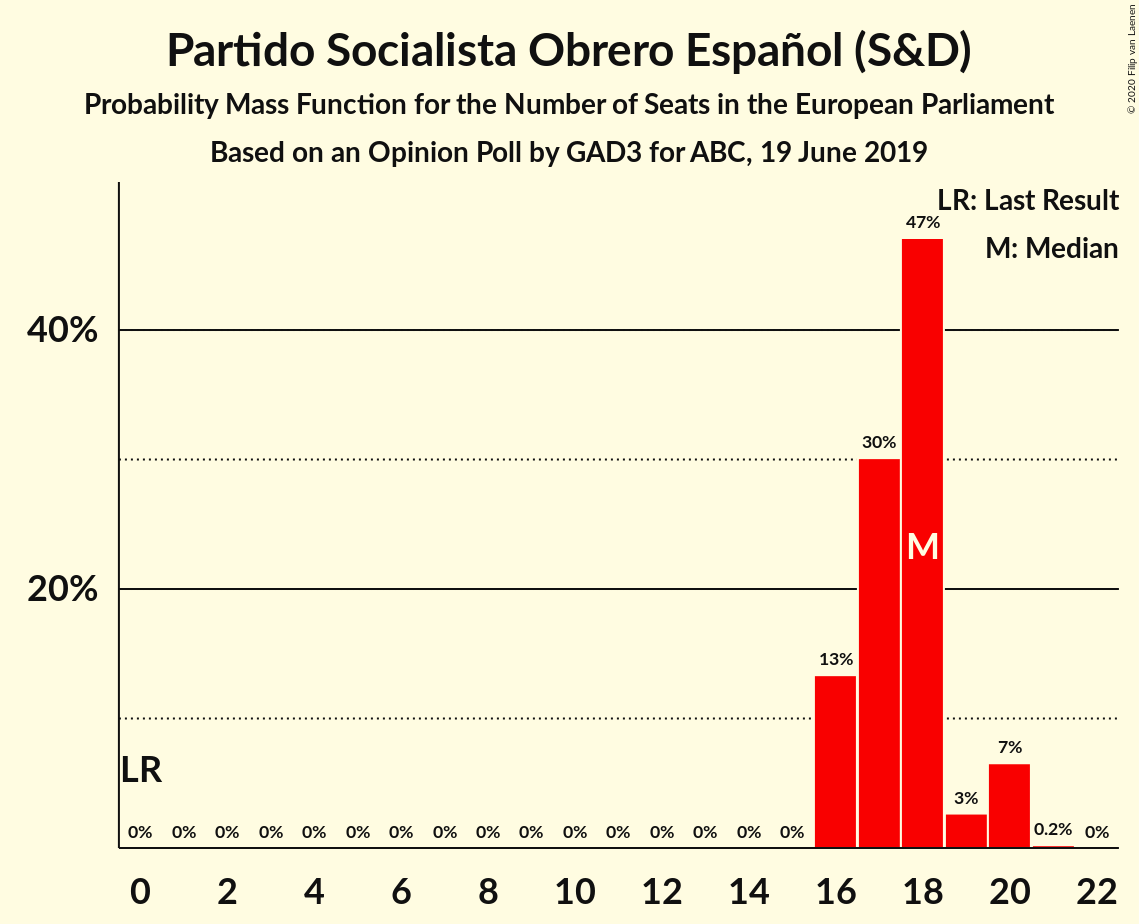 Partido Socialista Obrero Español (S&D)
Probability Mass Function for the Number of Seats in the European Parliament
Based on an Opinion Poll by GAD3 for ABC, 19 June 2019
© 2020 Filip van Laenen
LR: Last Result
M: Median
47%
40%
30%
M
20%
13%
LR
7%
3%
0% 0% 0% 0% 0% 0% 0% 0% 0% 0% 0% 0% 0% 0% 0% 0% 0.2% 0%
0 2 4 6 8 10 12 14 16 18 20 22